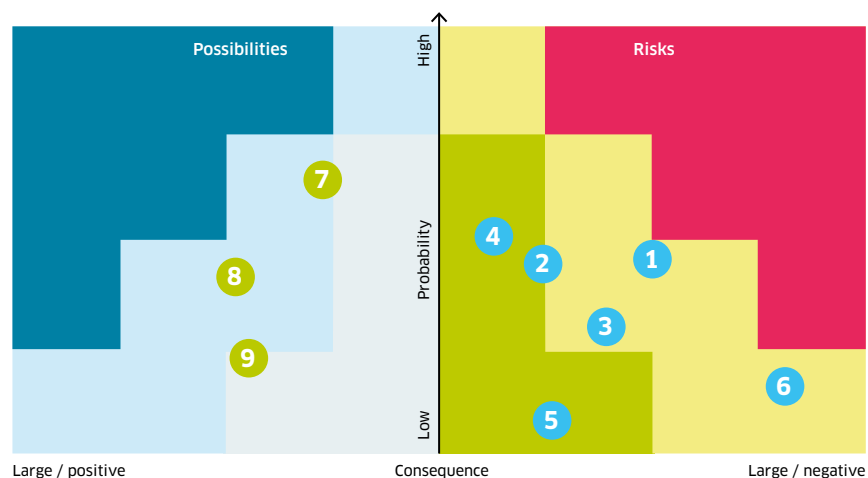 Possibilities
High
Risks
7
4
2
1
8
Probability
3
9
6
5
Low
Large / positive
Consequence
Large / negative